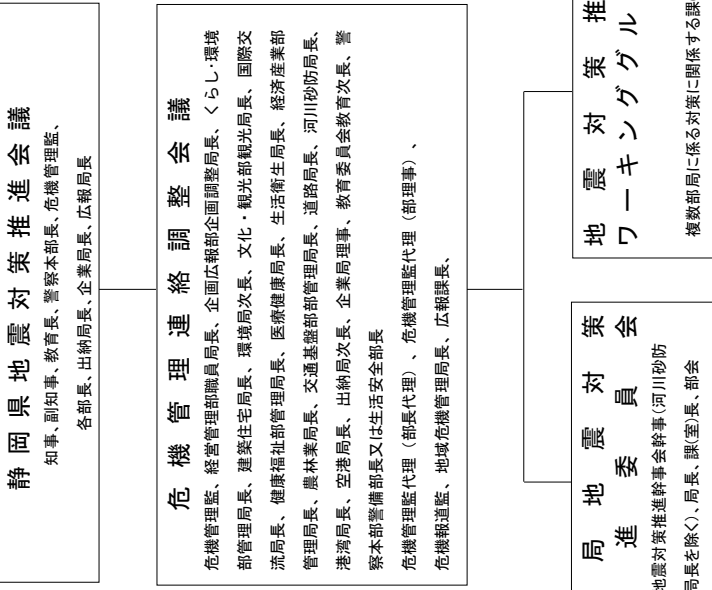 静岡県地震対策推進会議
知事、副知事、教育長、警察本部長、危機管理監、
各部長、出納局長、企業局長、広報局長
危機管理連絡調整会議
危機管理監、経営管理部職員局長、企画広報部企画調整局長、くらし･環境
部管理局長、建築住宅局長、環境局次長、文化・観光部観光局長、国際交
流局長、健康福祉部管理局長、医療健康局長、生活衛生局長、経済産業部
管理局長、農林業局長、交通基盤部部管理局長、道路局長、河川砂防局長、
港湾局長、空港局長、出納局次長、企業局理事、教育委員会教育次長、警
察本部警備部長又は生活安全部長
危機管理監代理（部長代理）、危機管理監代理（部理事）、
危機報道監、地域危機管理局長、広報課長、
局地震対策
進委員会
地震対策推進幹事会幹事(河川砂防
局長を除く)、局長、課(室)長、部会
地震対策推
ワーキンググル
複数部局に係る対策に関係する課